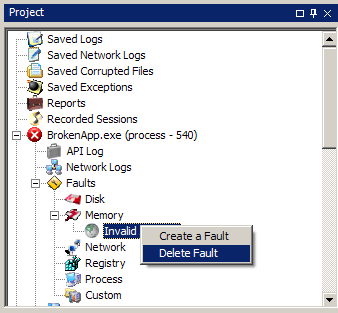 Project
Saved Logs
Saved Network Logs
Saved Corrupted Files
Saved Exceptions
Reports
Recorded Sessions
BrokenApp.exe (process - 540)
API Log
Network Logs
Faults
Disk
Memory
Invalid
Create a Fault
Delete Fault
Network
Registry
Process
Custom